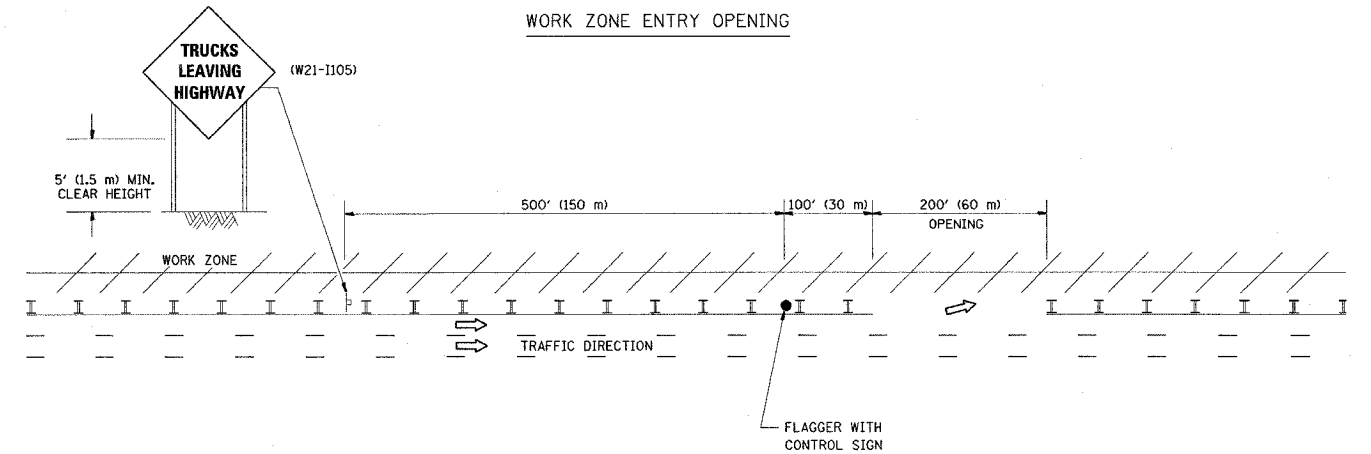 WORK ZONE ENTRY OPENING
TRUCKS
LEAVING
HIGHWAY
(W21-I105)
5' (1.5 m) MIN.
CLEAR HEIGHT
500' (150 m)
100' (30 m)
200' (60 m)
OPENING
WORK ZONE
TRAFFIC DIRECTION
FLAGGER WITH
CONTROL SIGN